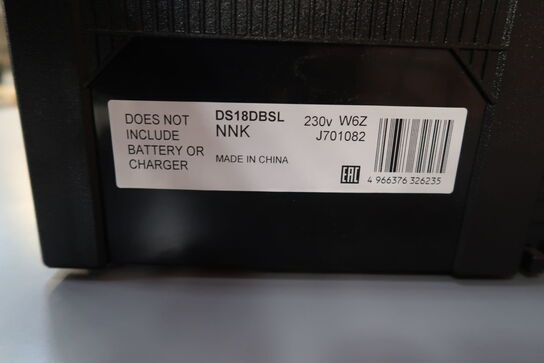 DOES NOT
INCLUDE
BATTERY OR
CHARGER
DS18DBSL
NNK
MADE IN CHINA
230v W6Z
J701082
EAC
4 966376 326235